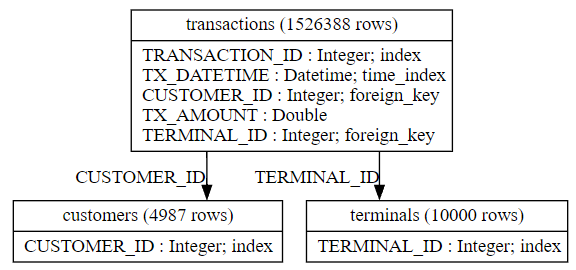 transactions (1526388 rows)
TRANSACTION_ID : Integer; index
TX_DATETIME : Datetime; time_index
CUSTOMER_ID : Integer; foreign_key
TX_AMOUNT : Double
TERMINAL_ID : Integer; foreign_key
CUSTOMER_ID
TERMINAL_ID
customers (4987 rows)
CUSTOMER_ID : Integer; index
terminals (10000 rows)
TERMINAL_ID : Integer; index